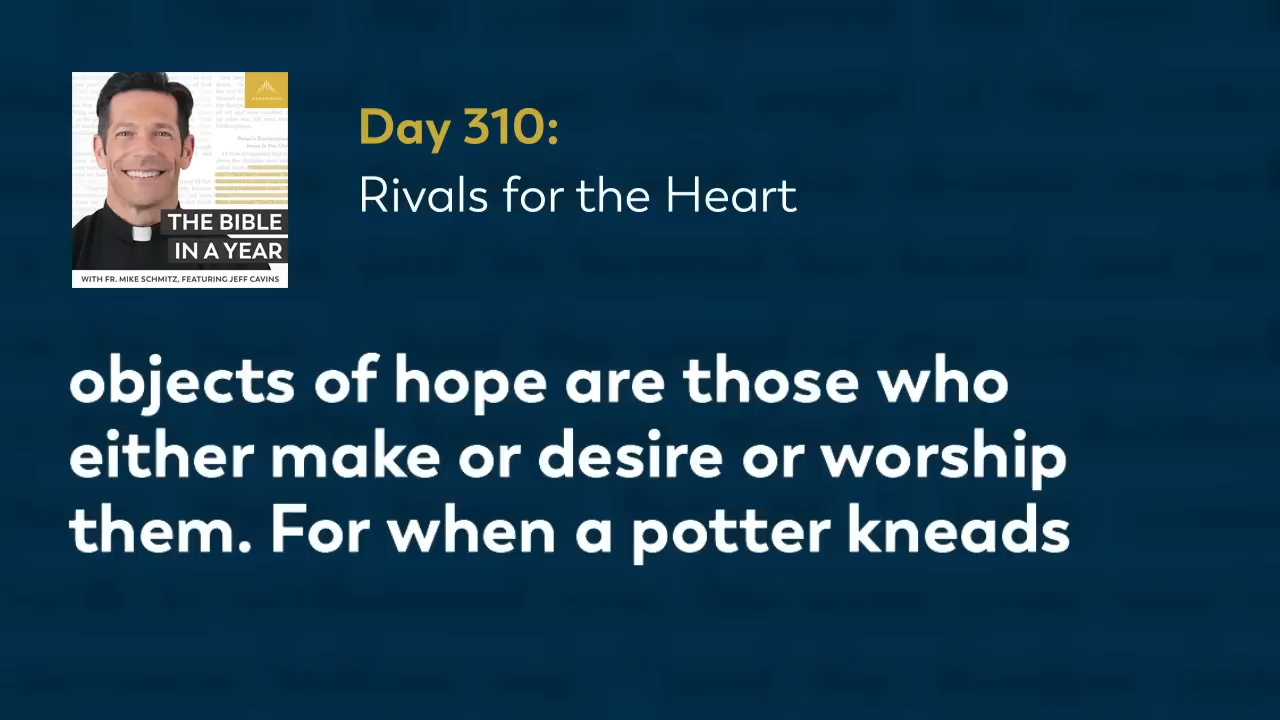 THE BIBLE
IN A YEAR
WITH FR. MIKE SCHMITZ, FEATURING JEFF CAVINS
Day 310:
Rivals for the Heart
objects of hope are those who
either make or desire or worship
them. For when a potter kneads